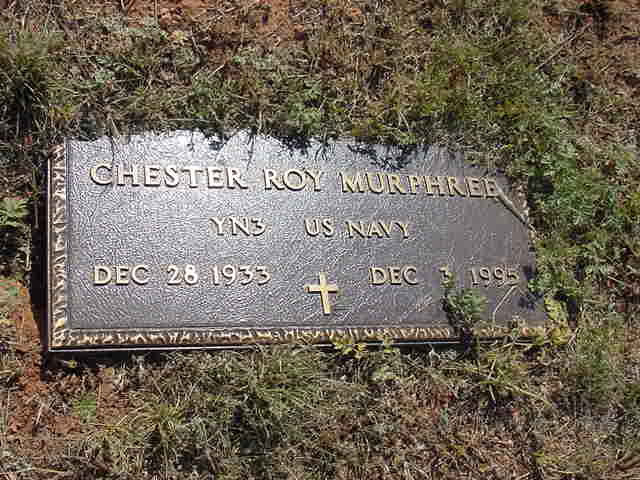 CHESTER ROY MURPHREE
YN3 US NAVY
DEC 28 1933 DEC 3 1995